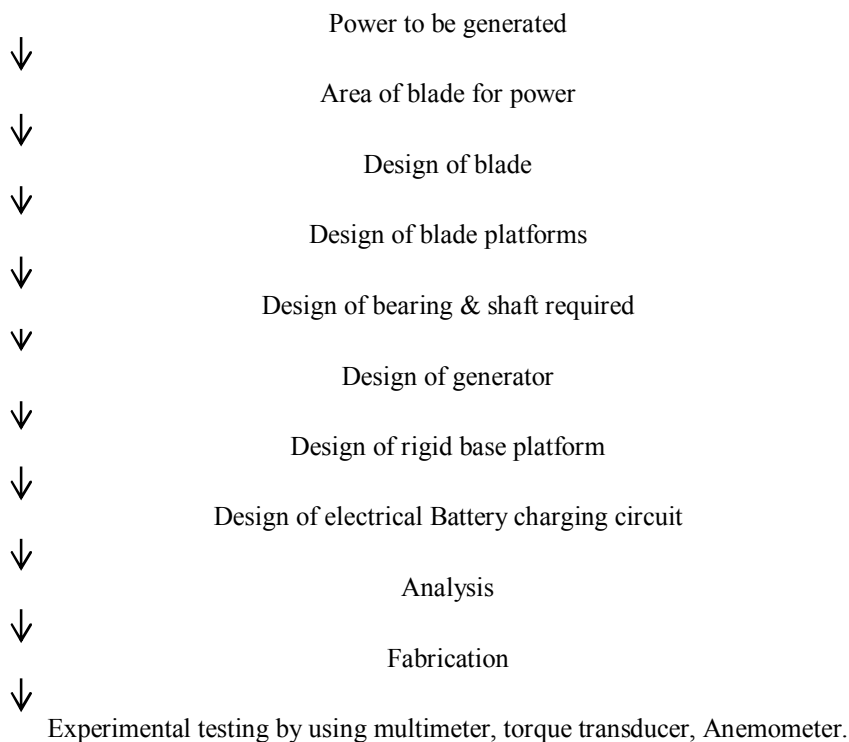 Power to be generated
Area of blade for power
Design of blade
Design of blade platforms
Design of bearing & shaft required
Design of generator
Design of rigid base platform
Design of electrical Battery charging circuit
Analysis
Fabrication
Experimental testing by using multimeter, torque transducer, Anemometer.